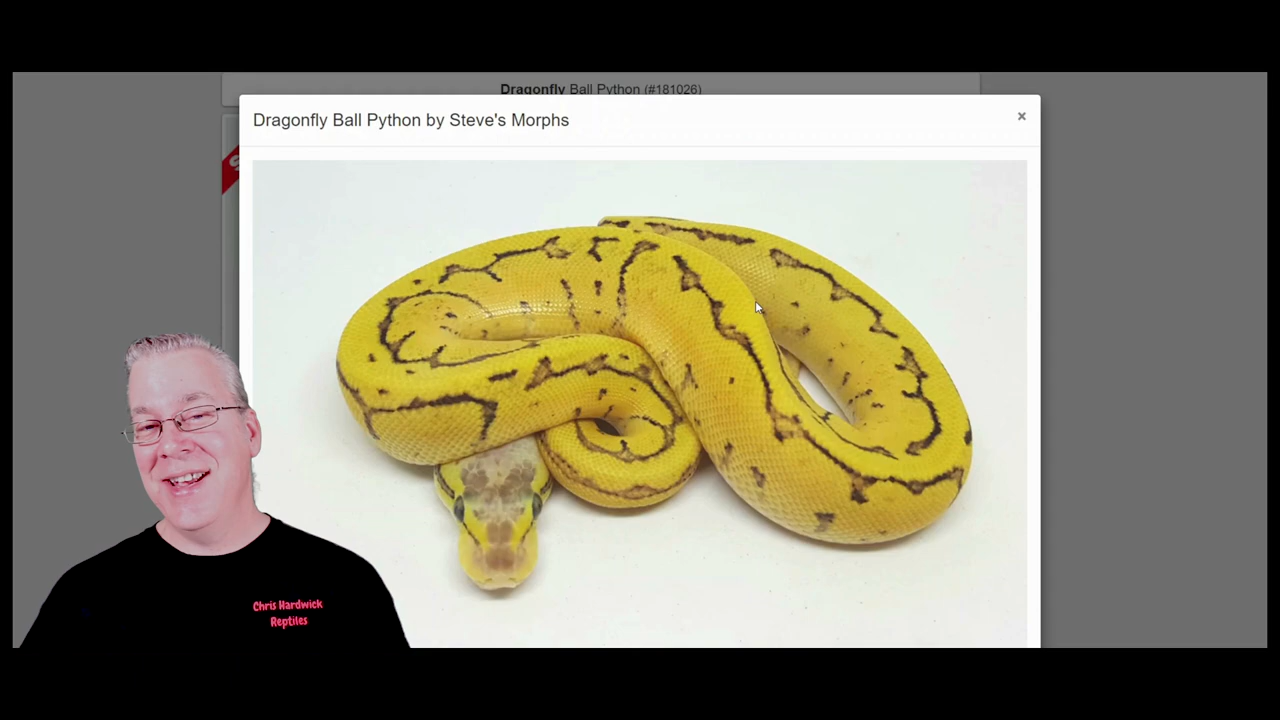 Dragonfly Ball Python (#181026)
Dragonfly Ball Python by Steve's Morphs
×
Chris Hardwick
Reptiles